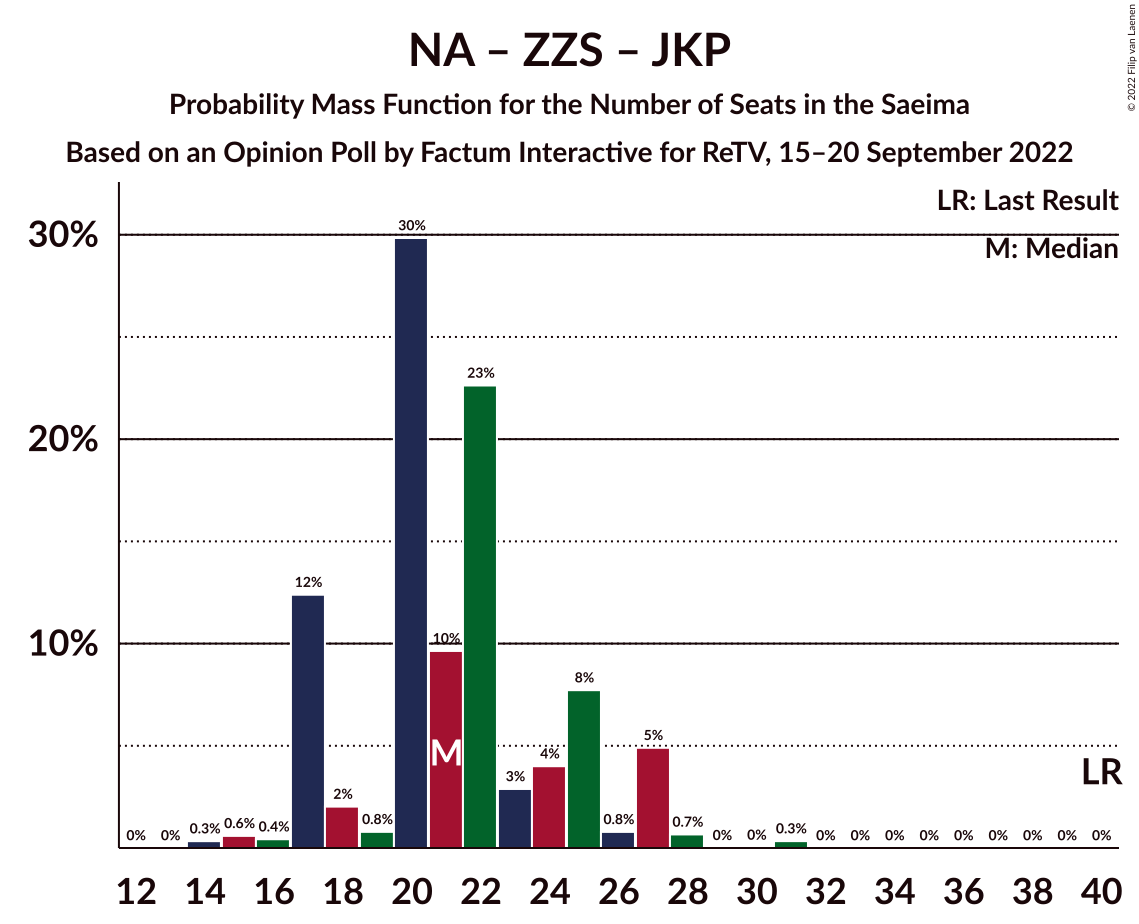 NA – ZZS – JKP
Probability Mass Function for the Number of Seats in the Saeima
Based on an Opinion Poll by Factum Interactive for ReTV, 15–20 September 2022
© 2022 Filip van Laenen
LR: Last Result
M: Median
30%
20%
10%
0% 0% 0.3% 0.6% 0.4% 12% 2% 0.8% 30% 10% 23% 3% 4% 8% 0.8% 5% 0.7% 0% 0% 0.3% 0% 0% 0% 0% 0% 0% 0% 0% 0%
M
LR
12 14 16 18 20 22 24 26 28 30 32 34 36 38 40